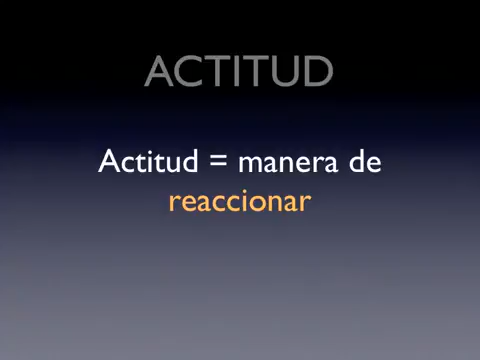 ACTITUD
Actitud = manera de
reaccionar